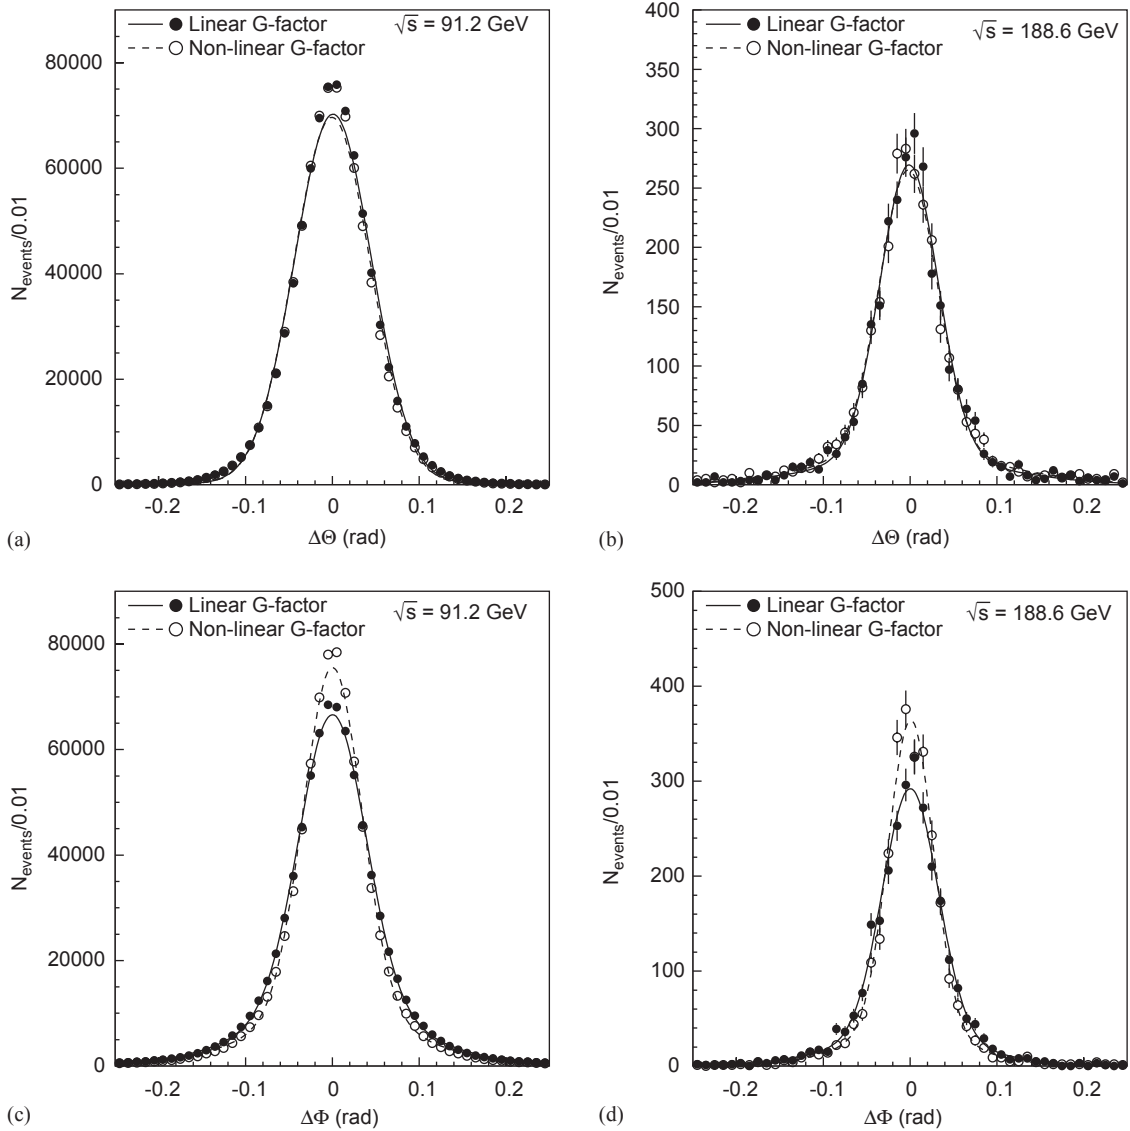 Linear G-factor
Non-linear G-factor
√s = 91.2 GeV
80000
60000
40000
20000
0
N_events/0.01
-0.2 -0.1 0 0.1 0.2
(a) ΔΘ (rad)
Linear G-factor
Non-linear G-factor
√s = 188.6 GeV
400
350
300
250
200
150
100
50
0
N_events/0.01
-0.2 -0.1 0 0.1 0.2
(b) ΔΘ (rad)
Linear G-factor
Non-linear G-factor
√s = 91.2 GeV
80000
60000
40000
20000
0
N_events/0.01
-0.2 -0.1 0 0.1 0.2
(c) ΔΦ (rad)
Linear G-factor
Non-linear G-factor
√s = 188.6 GeV
500
400
300
200
100
0
N_events/0.01
-0.2 -0.1 0 0.1 0.2
(d) ΔΦ (rad)